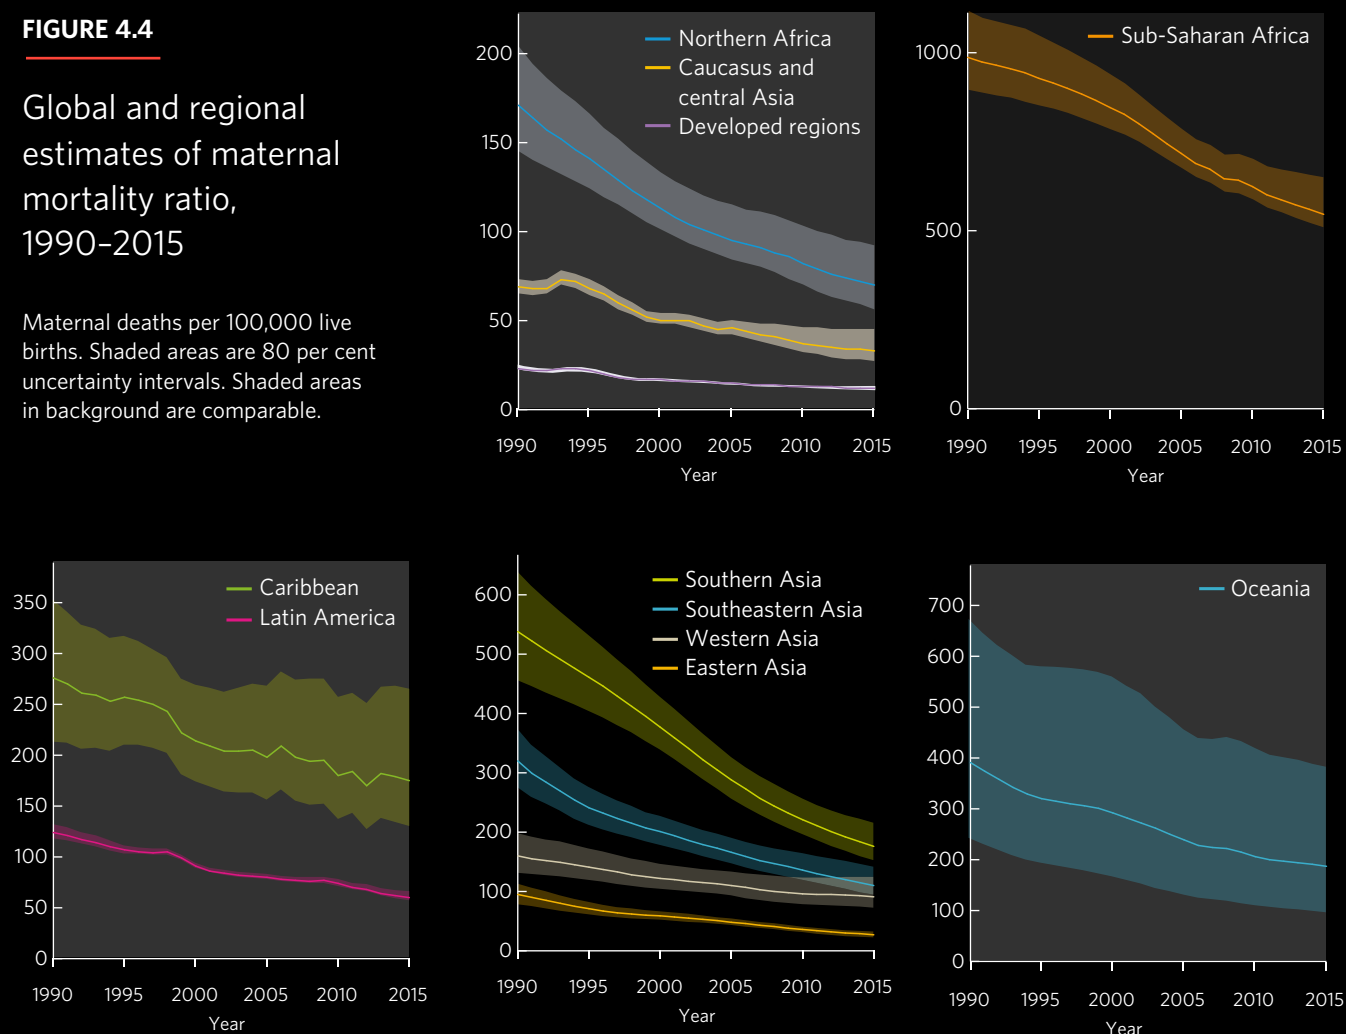 FIGURE 4.4
Global and regional
estimates of maternal
mortality ratio,
1990–2015
Maternal deaths per 100,000 live
births. Shaded areas are 80 per cent
uncertainty intervals. Shaded areas
in background are comparable.
Northern Africa
Caucasus and
central Asia
Developed regions
200
150
100
50
0
1990 1995 2000 2005 2010 2015
Year
Sub-Saharan Africa
1000
500
0
1990 1995 2000 2005 2010 2015
Year
Caribbean
Latin America
350
300
250
200
150
100
50
0
1990 1995 2000 2005 2010 2015
Year
Southern Asia
Southeastern Asia
Western Asia
Eastern Asia
600
500
400
300
200
100
0
1990 1995 2000 2005 2010 2015
Year
Oceania
700
600
500
400
300
200
100
0
1990 1995 2000 2005 2010 2015
Year